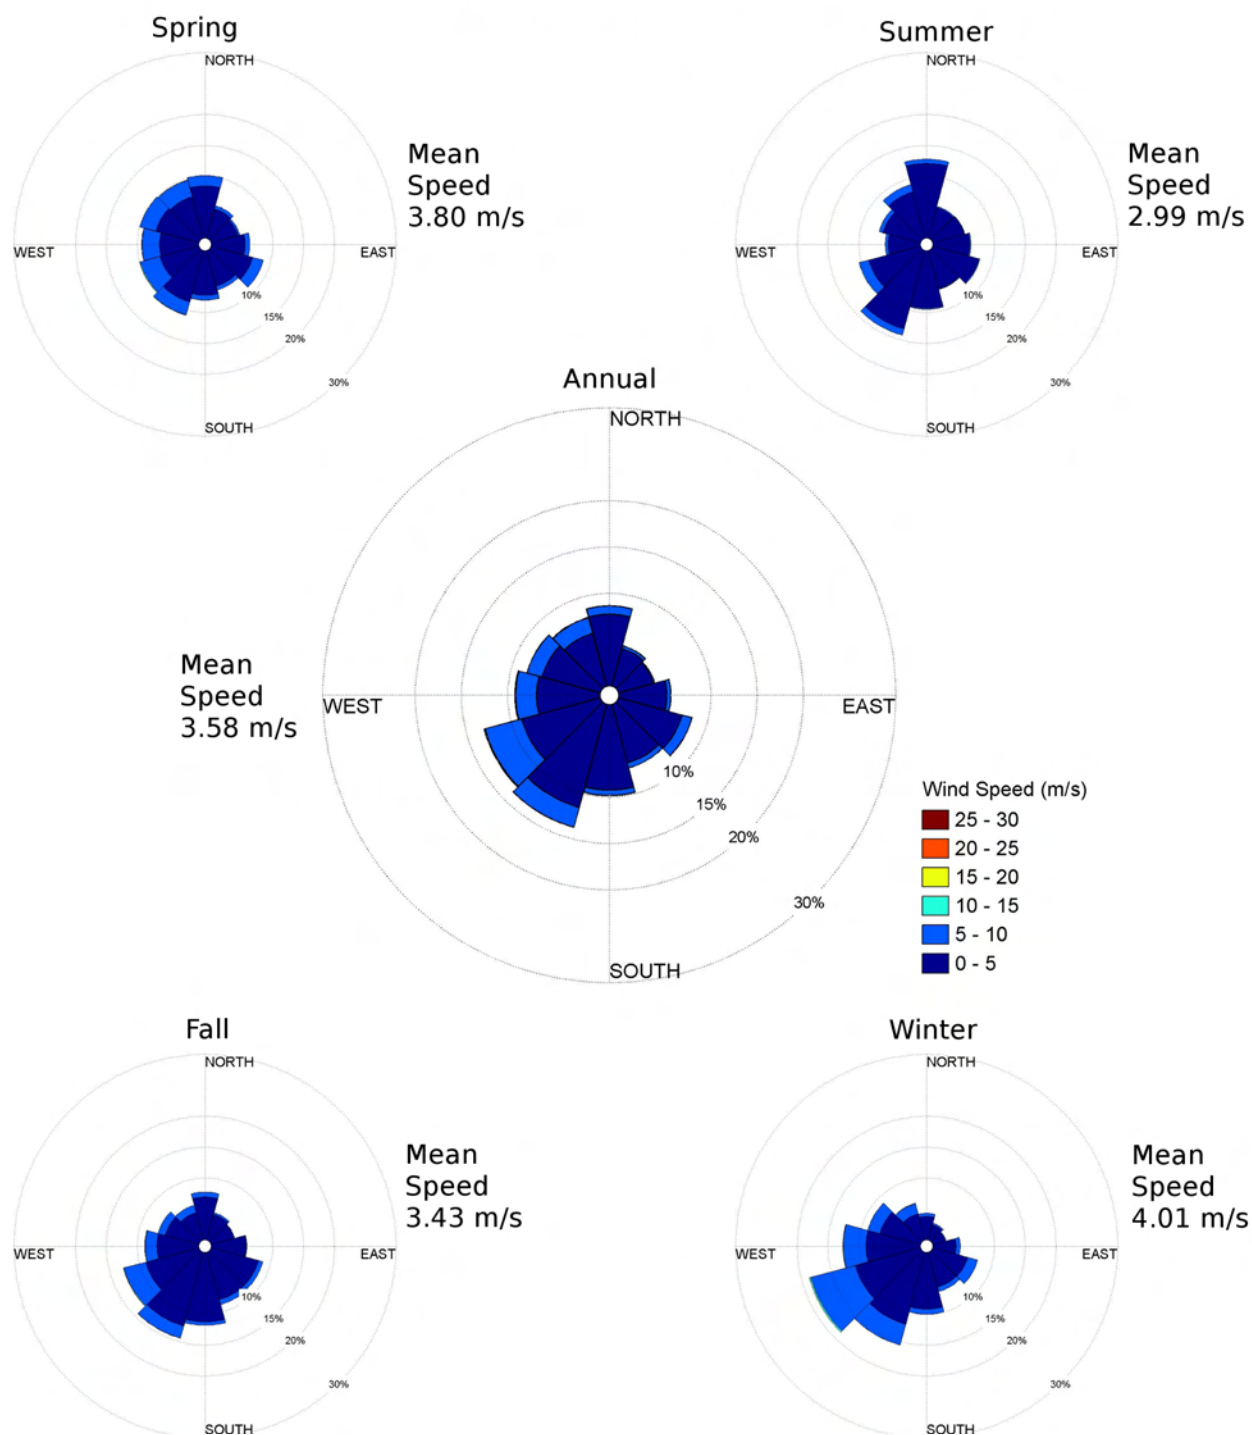 Spring
NORTH
WEST
EAST
SOUTH
10%
15%
20%
30%
Mean
Speed
3.80 m/s
Summer
NORTH
WEST
EAST
SOUTH
10%
15%
20%
30%
Mean
Speed
2.99 m/s
Annual
NORTH
WEST
EAST
SOUTH
10%
15%
20%
30%
Mean
Speed
3.58 m/s
Wind Speed (m/s)
25 - 30
20 - 25
15 - 20
10 - 15
5 - 10
0 - 5
Fall
NORTH
WEST
EAST
SOUTH
10%
15%
20%
30%
Mean
Speed
3.43 m/s
Winter
NORTH
WEST
EAST
SOUTH
10%
15%
20%
30%
Mean
Speed
4.01 m/s